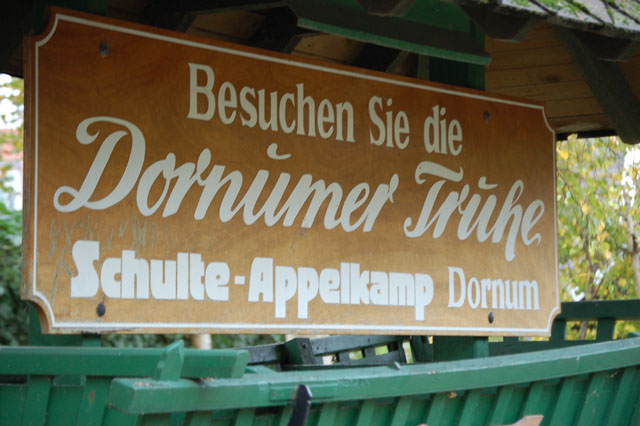 Besuchen Sie die
Dornumer Truhe
Schulte-Appelkamp Dornum